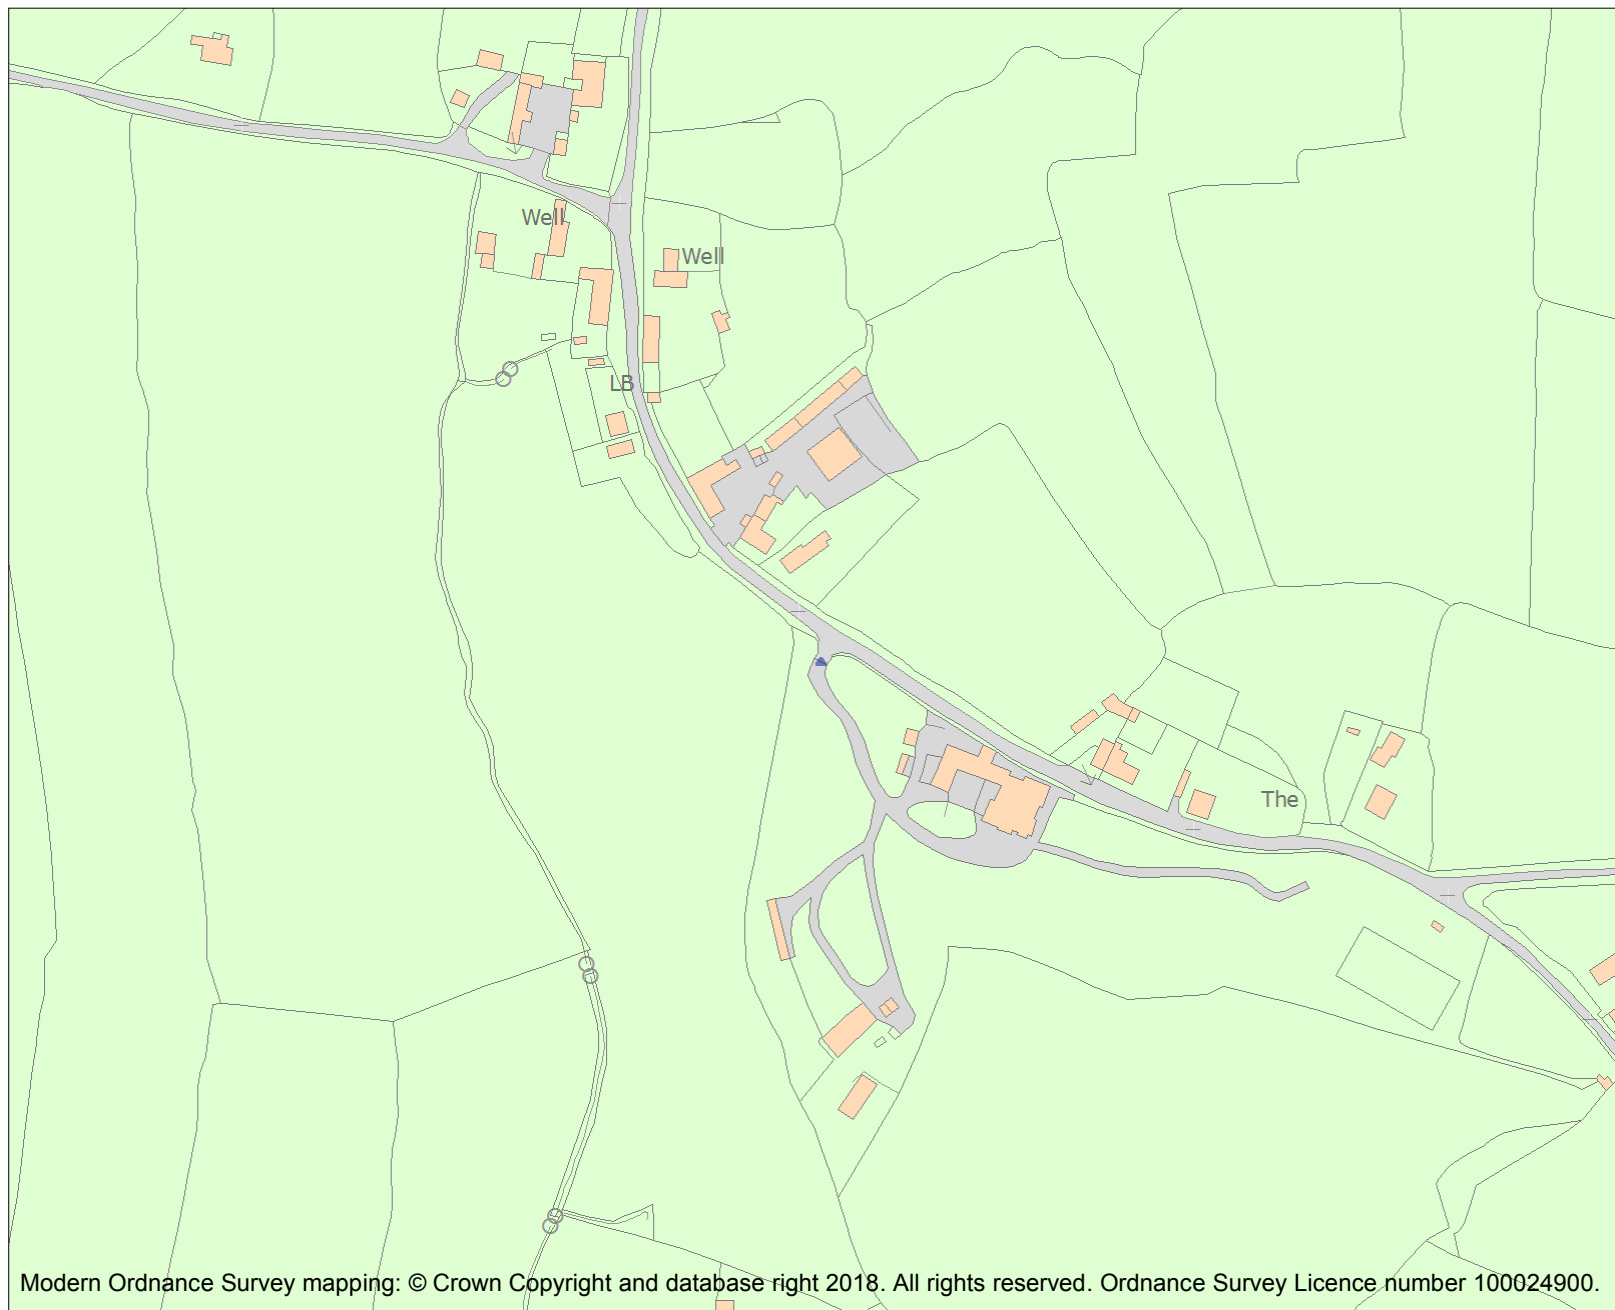 Well
Well
LB
The
Modern Ordnance Survey mapping: © Crown Copyright and database right 2018. All rights reserved. Ordnance Survey Licence number 100024900.